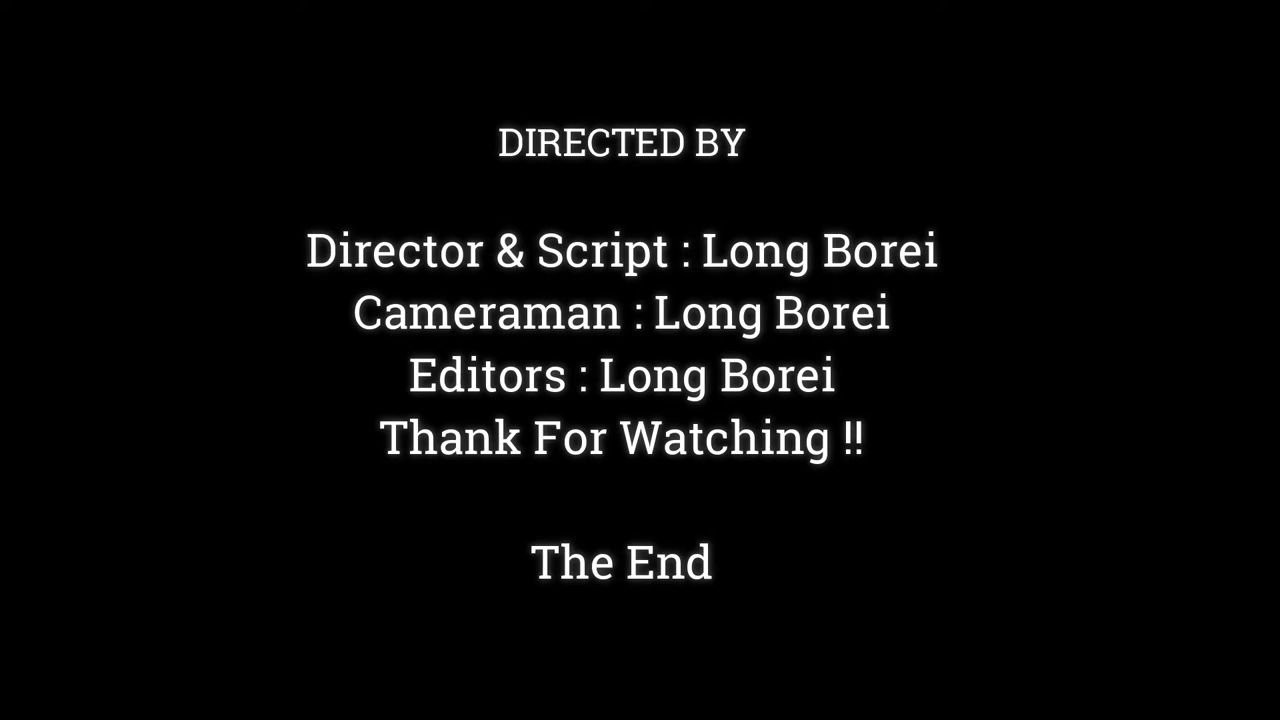 DIRECTED BY
Director & Script : Long Borei
Cameraman : Long Borei
Editors : Long Borei
Thank For Watching !!
The End